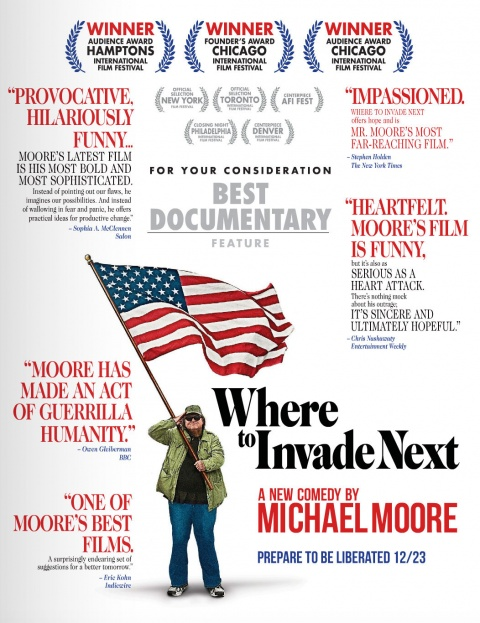 WINNER
AUDIENCE AWARD
HAMPTONS
INTERNATIONAL
FILM FESTIVAL
WINNER
FOUNDER'S AWARD
CHICAGO
INTERNATIONAL
FILM FESTIVAL
WINNER
AUDIENCE AWARD
CHICAGO
INTERNATIONAL
FILM FESTIVAL
OFFICIAL
SELECTION
NEW YORK
FILM FESTIVAL
OFFICIAL
SELECTION
TORONTO
INTERNATIONAL
FILM FESTIVAL
CENTERPIECE
AFI FEST
CLOSING NIGHT
PHILADELPHIA
FILM FESTIVAL
CENTERPIECE
DENVER
FILM FESTIVAL
“PROVOCATIVE,
HILARIOUSLY
FUNNY...
MOORE'S LATEST FILM
IS HIS MOST BOLD AND
MOST SOPHISTICATED.
Instead of pointing out our flaws, he
imagines our possibilities. And instead
of wallowing in fear and panic, he offers
practical ideas for productive change.”
– Sophia A. McClennen
Salon
FOR YOUR CONSIDERATION
BEST
DOCUMENTARY
FEATURE
“IMPASSIONED.
WHERE TO INVADE NEXT
offers hope and is
MR. MOORE'S MOST
FAR-REACHING FILM.”
– Stephen Holden
The New York Times
“HEARTFELT.
MOORE'S FILM
IS FUNNY,
but it's also as
SERIOUS AS A
HEART ATTACK.
There's nothing mock
about his outrage;
IT'S SINCERE AND
ULTIMATELY HOPEFUL.”
– Chris Nashawaty
Entertainment Weekly
“MOORE HAS
MADE AN ACT
OF GUERRILLA
HUMANITY.”
– Owen Gleiberman
BBC
“ONE OF
MOORE'S BEST
FILMS.
A surprisingly endearing set of
suggestions for a better tomorrow.”
– Eric Kohn
Indiewire
Where
to Invade Next
A NEW COMEDY BY
MICHAEL MOORE
PREPARE TO BE LIBERATED 12/23